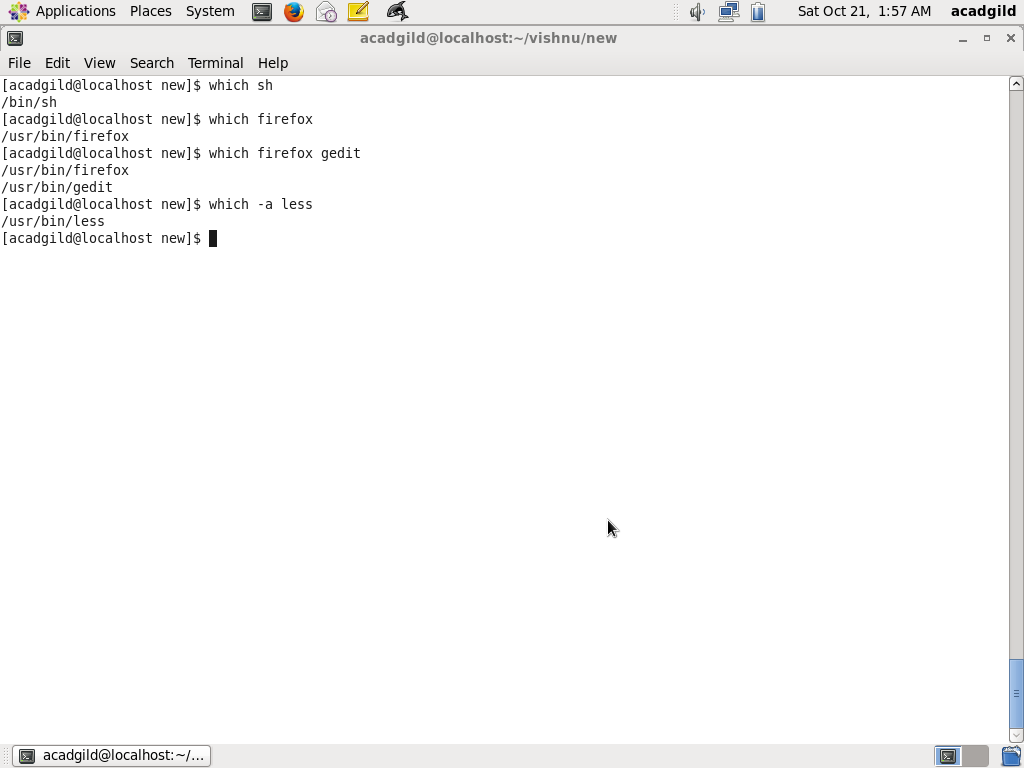 Applications Places System Sat Oct 21, 1:57 AM acadgild
acadgild@localhost:~/vishnu/new
File Edit View Search Terminal Help
[acadgild@localhost new]$ which sh
/bin/sh
[acadgild@localhost new]$ which firefox
/usr/bin/firefox
[acadgild@localhost new]$ which firefox gedit
/usr/bin/firefox
/usr/bin/gedit
[acadgild@localhost new]$ which -a less
/usr/bin/less
[acadgild@localhost new]$
acadgild@localhost:~/...